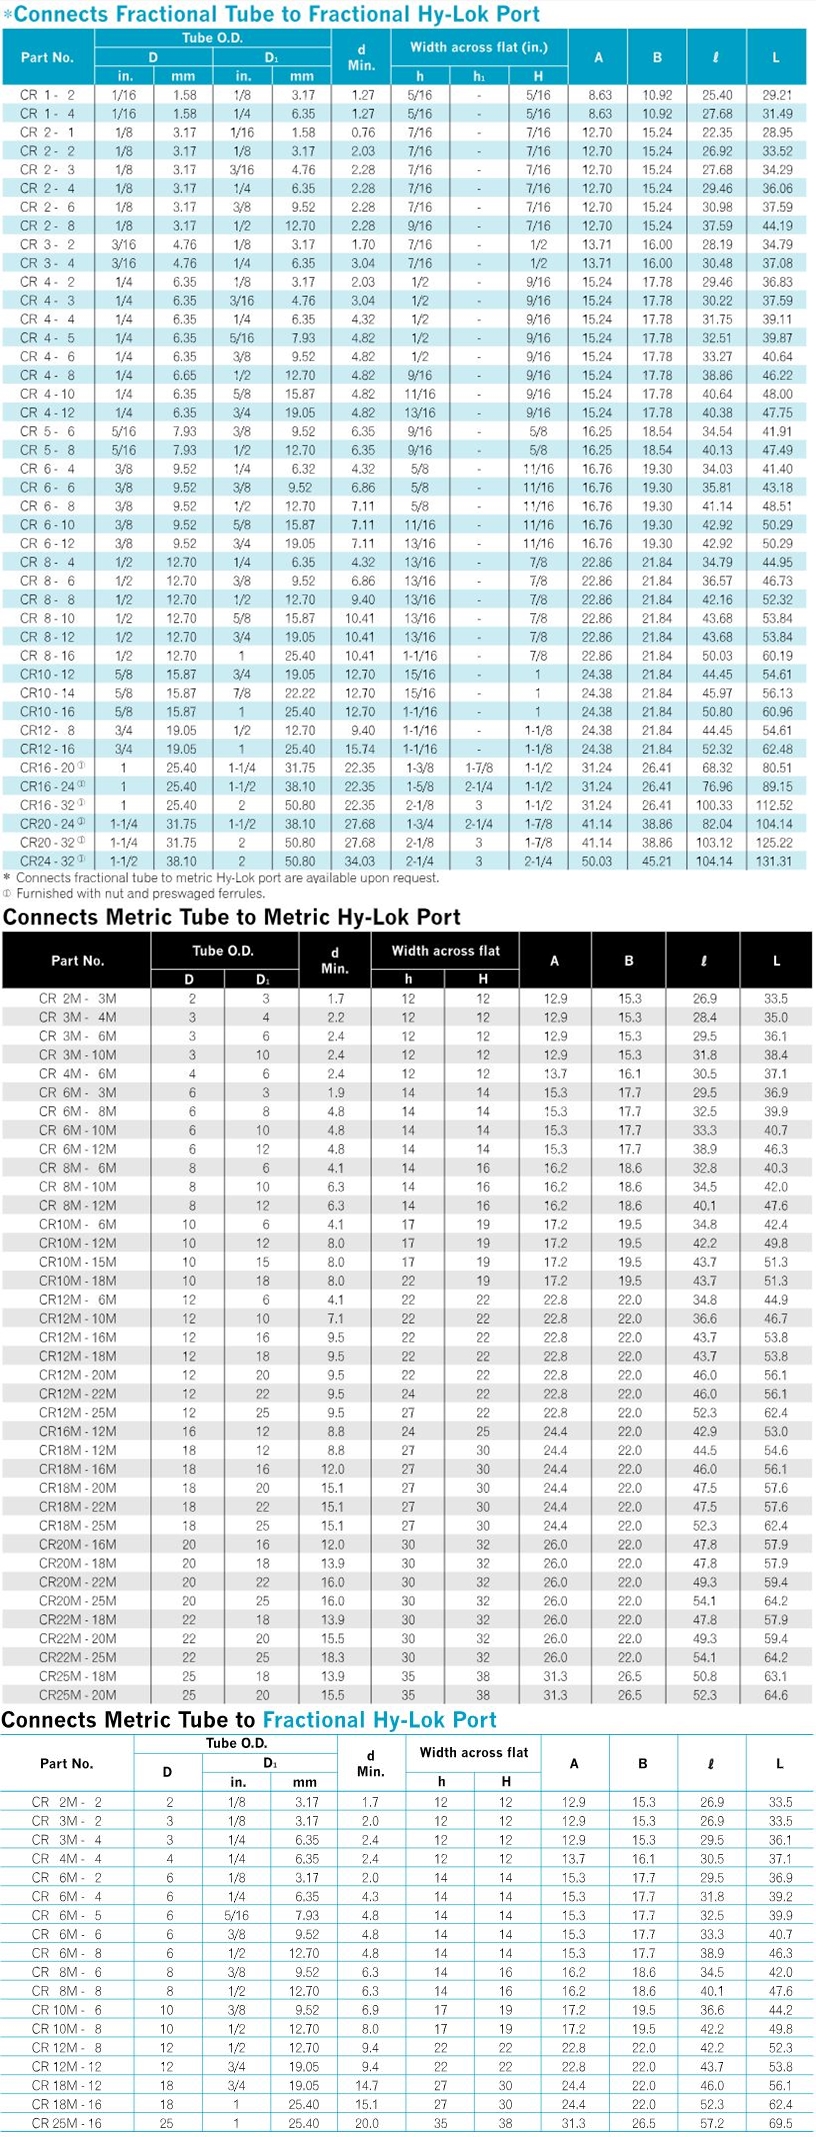 *Connects Fractional Tube to Fractional Hy-Lok Port
Part No. Tube O.D. d Min. Width across flat (in.) A B ℓ L
D D1
in. mm in. mm h h1 H
CR 1 - 2 1/16 1.58 1/8 3.17 1.27 5/16 - 5/16 8.63 10.92 25.40 29.21
CR 1 - 4 1/16 1.58 1/4 6.35 1.27 5/16 - 5/16 8.63 10.92 27.68 31.49
CR 2 - 1 1/8 3.17 1/16 1.58 0.76 7/16 - 7/16 12.70 15.24 22.35 28.95
CR 2 - 2 1/8 3.17 1/8 3.17 2.03 7/16 - 7/16 12.70 15.24 26.92 33.52
CR 2 - 3 1/8 3.17 3/16 4.76 2.28 7/16 - 7/16 12.70 15.24 27.68 34.29
CR 2 - 4 1/8 3.17 1/4 6.35 2.28 7/16 - 7/16 12.70 15.24 29.46 36.06
CR 2 - 6 1/8 3.17 3/8 9.52 2.28 7/16 - 7/16 12.70 15.24 30.98 37.59
CR 2 - 8 1/8 3.17 1/2 12.70 2.28 9/16 - 7/16 12.70 15.24 37.59 44.19
CR 3 - 2 3/16 4.76 1/8 3.17 1.70 7/16 - 1/2 13.71 16.00 28.19 34.79
CR 3 - 4 3/16 4.76 1/4 6.35 3.04 7/16 - 1/2 13.71 16.00 30.48 37.08
CR 4 - 2 1/4 6.35 1/8 3.17 2.03 1/2 - 9/16 15.24 17.78 29.46 36.83
CR 4 - 3 1/4 6.35 3/16 4.76 3.04 1/2 - 9/16 15.24 17.78 30.22 37.59
CR 4 - 4 1/4 6.35 1/4 6.35 4.32 1/2 - 9/16 15.24 17.78 31.75 39.11
CR 4 - 5 1/4 6.35 5/16 7.93 4.82 1/2 - 9/16 15.24 17.78 32.51 39.87
CR 4 - 6 1/4 6.35 3/8 9.52 4.82 1/2 - 9/16 15.24 17.78 33.27 40.64
CR 4 - 8 1/4 6.65 1/2 12.70 4.82 9/16 - 9/16 15.24 17.78 38.86 46.22
CR 4 - 10 1/4 6.35 5/8 15.87 4.82 11/16 - 9/16 15.24 17.78 40.64 48.00
CR 4 - 12 1/4 6.35 3/4 19.05 4.82 13/16 - 9/16 15.24 17.78 40.38 47.75
CR 5 - 6 5/16 7.93 3/8 9.52 6.35 9/16 - 5/8 16.25 18.54 34.54 41.91
CR 5 - 8 5/16 7.93 1/2 12.70 6.35 9/16 - 5/8 16.25 18.54 40.13 47.49
CR 6 - 4 3/8 9.52 1/4 6.32 4.32 5/8 - 11/16 16.76 19.30 34.03 41.40
CR 6 - 6 3/8 9.52 3/8 9.52 6.86 5/8 - 11/16 16.76 19.30 35.81 43.18
CR 6 - 8 3/8 9.52 1/2 12.70 7.11 5/8 - 11/16 16.76 19.30 41.14 48.51
CR 6 - 10 3/8 9.52 5/8 15.87 7.11 11/16 - 11/16 16.76 19.30 42.92 50.29
CR 6 - 12 3/8 9.52 3/4 19.05 7.11 13/16 - 11/16 16.76 19.30 42.92 50.29
CR 8 - 4 1/2 12.70 1/4 6.35 4.32 13/16 - 7/8 22.86 21.84 34.79 44.95
CR 8 - 6 1/2 12.70 3/8 9.52 6.86 13/16 - 7/8 22.86 21.84 36.57 46.73
CR 8 - 8 1/2 12.70 1/2 12.70 9.40 13/16 - 7/8 22.86 21.84 42.16 52.32
CR 8 - 10 1/2 12.70 5/8 15.87 10.41 13/16 - 7/8 22.86 21.84 43.68 53.84
CR 8 - 12 1/2 12.70 3/4 19.05 10.41 13/16 - 7/8 22.86 21.84 43.68 53.84
CR 8 - 16 1/2 12.70 1 25.40 10.41 1-1/16 - 7/8 22.86 21.84 50.03 60.19
CR10 - 12 5/8 15.87 3/4 19.05 12.70 15/16 - 1 24.38 21.84 44.45 54.61
CR10 - 14 5/8 15.87 7/8 22.22 12.70 15/16 - 1 24.38 21.84 45.97 56.13
CR10 - 16 5/8 15.87 1 25.40 12.70 1-1/16 - 1 24.38 21.84 50.80 60.96
CR12 - 8 3/4 19.05 1/2 12.70 9.40 1-1/16 - 1-1/8 24.38 21.84 44.45 54.61
CR12 - 16 3/4 19.05 1 25.40 15.74 1-1/16 - 1-1/8 24.38 21.84 52.32 62.48
CR16 - 20① 1 25.40 1-1/4 31.75 22.35 1-3/8 1-7/8 1-1/2 31.24 26.41 68.32 80.51
CR16 - 24① 1 25.40 1-1/2 38.10 22.35 1-5/8 2-1/4 1-1/2 31.24 26.41 76.96 89.15
CR16 - 32① 1 25.40 2 50.80 22.35 2-1/8 3 1-1/2 31.24 26.41 100.33 112.52
CR20 - 24① 1-1/4 31.75 1-1/2 38.10 27.68 1-3/4 2-1/4 1-7/8 41.14 38.86 82.04 104.14
CR20 - 32① 1-1/4 31.75 2 50.80 27.68 2-1/8 3 1-7/8 41.14 38.86 103.12 125.22
CR24 - 32① 1-1/2 38.10 2 50.80 34.03 2-1/4 3 2-1/4 50.03 45.21 104.14 131.31
* Connects fractional tube to metric Hy-Lok port are available upon request.
① Furnished with nut and preswaged ferrules.
Connects Metric Tube to Metric Hy-Lok Port
Part No. Tube O.D. d Min. Width across flat A B ℓ L
D D1 h H
CR 2M - 3M 2 3 1.7 12 12 12.9 15.3 26.9 33.5
CR 3M - 4M 3 4 2.2 12 12 12.9 15.3 28.4 35.0
CR 3M - 6M 3 6 2.4 12 12 12.9 15.3 29.5 36.1
CR 3M - 10M 3 10 2.4 12 12 12.9 15.3 31.8 38.4
CR 4M - 6M 4 6 2.4 12 12 13.7 16.1 30.5 37.1
CR 6M - 3M 6 3 1.9 14 14 15.3 17.7 29.5 36.9
CR 6M - 8M 6 8 4.8 14 14 15.3 17.7 32.5 39.9
CR 6M - 10M 6 10 4.8 14 14 15.3 17.7 33.3 40.7
CR 6M - 12M 6 12 4.8 14 14 15.3 17.7 38.9 46.3
CR 8M - 6M 8 6 4.1 14 16 16.2 18.6 32.8 40.3
CR 8M - 10M 8 10 6.3 14 16 16.2 18.6 34.5 42.0
CR 8M - 12M 8 12 6.3 14 16 16.2 18.6 40.1 47.6
CR10M - 6M 10 6 4.1 17 19 17.2 19.5 34.8 42.4
CR10M - 12M 10 12 8.0 17 19 17.2 19.5 42.2 49.8
CR10M - 15M 10 15 8.0 17 19 17.2 19.5 43.7 51.3
CR10M - 18M 10 18 8.0 22 19 17.2 19.5 43.7 51.3
CR12M - 6M 12 6 4.1 22 22 22.8 22.0 34.8 44.9
CR12M - 10M 12 10 7.1 22 22 22.8 22.0 36.6 46.7
CR12M - 16M 12 16 9.5 22 22 22.8 22.0 43.7 53.8
CR12M - 18M 12 18 9.5 22 22 22.8 22.0 43.7 53.8
CR12M - 20M 12 20 9.5 22 22 22.8 22.0 46.0 56.1
CR12M - 22M 12 22 9.5 24 22 22.8 22.0 46.0 56.1
CR12M - 25M 12 25 9.5 27 22 22.8 22.0 52.3 62.4
CR16M - 12M 16 12 8.8 24 25 24.4 22.0 42.9 53.0
CR18M - 12M 18 12 8.8 27 30 24.4 22.0 44.5 54.6
CR18M - 16M 18 16 12.0 27 30 24.4 22.0 46.0 56.1
CR18M - 20M 18 20 15.1 27 30 24.4 22.0 47.5 57.6
CR18M - 22M 18 22 15.1 27 30 24.4 22.0 47.5 57.6
CR18M - 25M 18 25 15.1 27 30 24.4 22.0 52.3 62.4
CR20M - 16M 20 16 12.0 30 32 26.0 22.0 47.8 57.9
CR20M - 18M 20 18 13.9 30 32 26.0 22.0 47.8 57.9
CR20M - 22M 20 22 16.0 30 32 26.0 22.0 49.3 59.4
CR20M - 25M 20 25 16.0 30 32 26.0 22.0 54.1 64.2
CR22M - 18M 22 18 13.9 30 32 26.0 22.0 47.8 57.9
CR22M - 20M 22 20 15.5 30 32 26.0 22.0 49.3 59.4
CR22M - 25M 22 25 18.3 30 32 26.0 22.0 54.1 64.2
CR25M - 18M 25 18 13.9 35 38 31.3 26.5 50.8 63.1
CR25M - 20M 25 20 15.5 35 38 31.3 26.5 52.3 64.6
Connects Metric Tube to Fractional Hy-Lok Port
Part No. Tube O.D. d Min. Width across flat A B ℓ L
D D1
in. mm h H
CR 2M - 2 2 1/8 3.17 1.7 12 12 12.9 15.3 26.9 33.5
CR 3M - 2 3 1/8 3.17 2.0 12 12 12.9 15.3 26.9 33.5
CR 3M - 4 3 1/4 6.35 2.4 12 12 12.9 15.3 29.5 36.1
CR 4M - 4 4 1/4 6.35 2.4 12 12 13.7 16.1 30.5 37.1
CR 6M - 2 6 1/8 3.17 2.0 14 14 15.3 17.7 29.5 36.9
CR 6M - 4 6 1/4 6.35 4.3 14 14 15.3 17.7 31.8 39.2
CR 6M - 5 6 5/16 7.93 4.8 14 14 15.3 17.7 32.5 39.9
CR 6M - 6 6 3/8 9.52 4.8 14 14 15.3 17.7 33.3 40.7
CR 6M - 8 6 1/2 12.70 4.8 14 14 15.3 17.7 38.9 46.3
CR 8M - 6 8 3/8 9.52 6.3 14 16 16.2 18.6 34.5 42.0
CR 8M - 8 8 1/2 12.70 6.3 14 16 16.2 18.6 40.1 47.6
CR 10M - 6 10 3/8 9.52 6.9 17 19 17.2 19.5 36.6 44.2
CR 10M - 8 10 1/2 12.70 8.0 17 19 17.2 19.5 42.2 49.8
CR 12M - 8 12 1/2 12.70 9.4 22 22 22.8 22.0 42.2 52.3
CR 12M - 12 12 3/4 19.05 9.4 22 22 22.8 22.0 43.7 53.8
CR 18M - 12 18 3/4 19.05 14.7 27 30 24.4 22.0 46.0 56.1
CR 18M - 16 18 1 25.40 15.1 27 30 24.4 22.0 52.3 62.4
CR 25M - 16 25 1 25.40 20.0 35 38 31.3 26.5 57.2 69.5